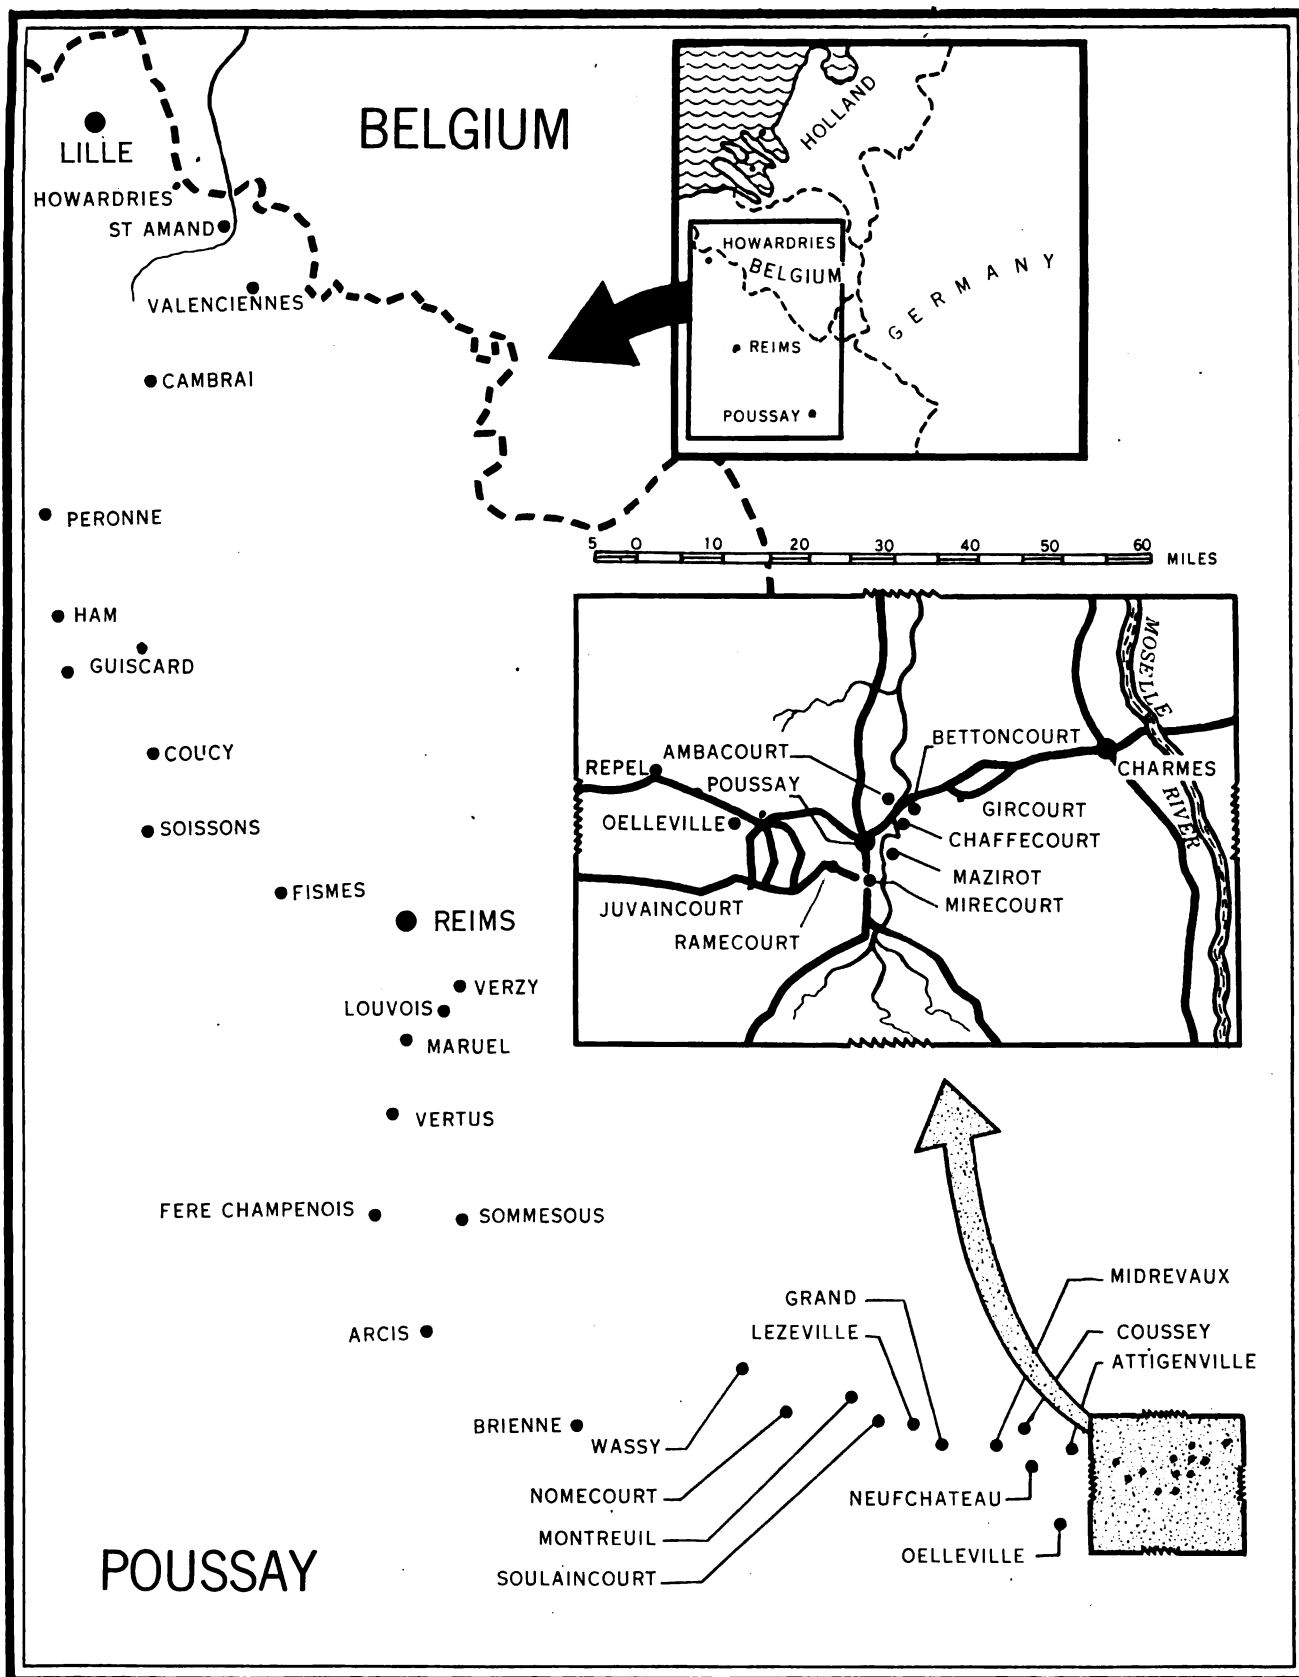 BELGIUM
LILLE
HOWARDRIES
ST AMAND
VALENCIENNES
CAMBRAI
HOLLAND
HOWARDRIES
BELGIUM
GERMANY
REIMS
POUSSAY
PERONNE
5 0 10 20 30 40 50 60 MILES
HAM
GUISCARD
COUCY
SOISSONS
FISMES
REIMS
VERZY
LOUVOIS
MARUEL
VERTUS
MOSELLE
RIVER
BETTONCOURT
AMBACOURT
REPEL
POUSSAY
CHARMES
OELLEVILLE
GIRCOURT
CHAFFECOURT
MAZIROT
JUVAINCOURT
MIRECOURT
RAMECOURT
FERE CHAMPENOIS
SOMMESOUS
ARCIS
MIDREVAUX
GRAND
LEZEVILLE
COUSSEY
ATTIGENVILLE
BRIENNE
WASSY
NOMECOURT
NEUFCHATEAU
MONTREUIL
OELLEVILLE
SOULAINCOURT
POUSSAY